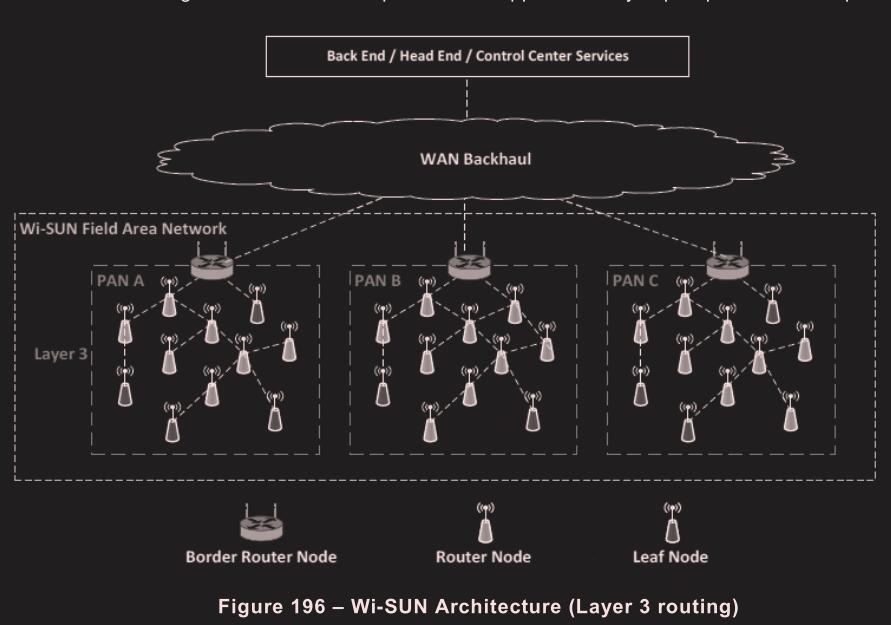 Back End / Head End / Control Center Services
WAN Backhaul
Wi-SUN Field Area Network
PAN A
PAN B
PAN C
Layer 3
Border Router Node
Router Node
Leaf Node
Figure 196 – Wi-SUN Architecture (Layer 3 routing)